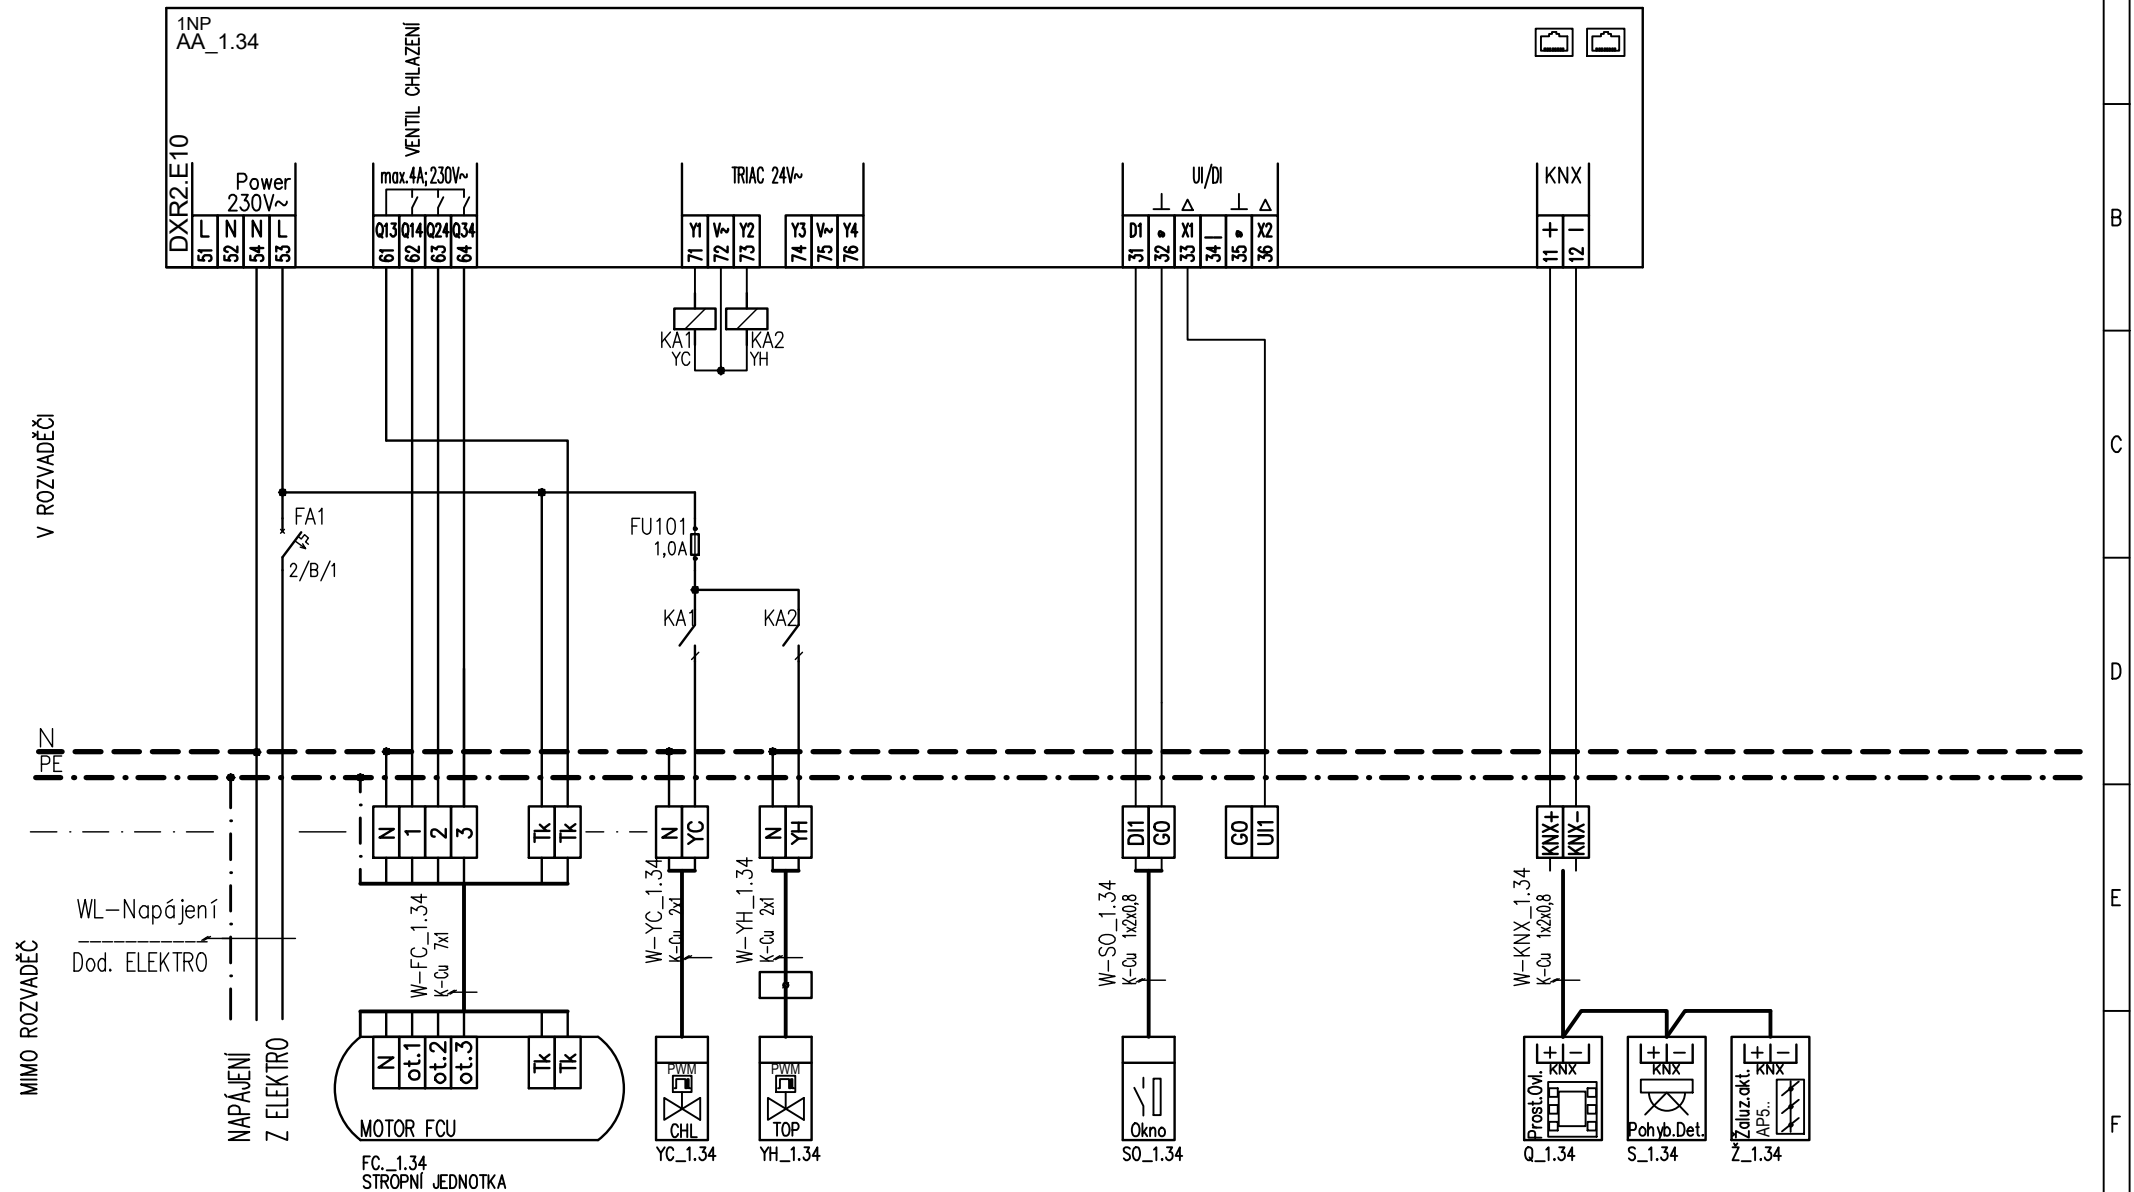 1NP
AA_1.34
DXR2.E10
Power
230V~
L N N L
51 52 54 53
VENTIL CHLAZENÍ
max.4A;230V~
Q13 Q14 Q24 Q34
61 62 63 64
TRIAC 24V~
Y1 V~ Y2 Y3 V~ Y4
71 72 73 74 75 76
UI/DI
D1 X1 X2
31 32 33 34 35 36
KNX
+ −
11 12
B
KA1
YC
KA2
YH
V ROZVADĚČI
C
FA1
2/B/1
FU101
1,0A
KA1
KA2
D
N
PE
N 1 2 3 Tk Tk
N YC
N YH
DI1 G0
G0 UI1
KNX+ KNX-
WL-Napájení
Dod. ELEKTRO
W-FC_1.34
K-Cu 7x1
W-YC_1.34
K-Cu 2x1
W-YH_1.34
K-Cu 2x1
W-SO_1.34
K-Cu 1x2x0,8
W-KNX_1.34
K-Cu 1x2x0,8
E
MIMO ROZVADĚČ
NAPÁJENÍ
Z ELEKTRO
N ot.1 ot.2 ot.3 Tk Tk
MOTOR FCU
FC._1.34
STROPNÍ JEDNOTKA
PWM
CHL
YC_1.34
PWM
TOP
YH_1.34
Okno
SO_1.34
+ −
KNX
Prost.Ovl.
Q_1.34
+ −
KNX
Pohyb.Det.
S_1.34
+ −
KNX
*Žaluz.akt.
AP5..
Ž_1.34
F